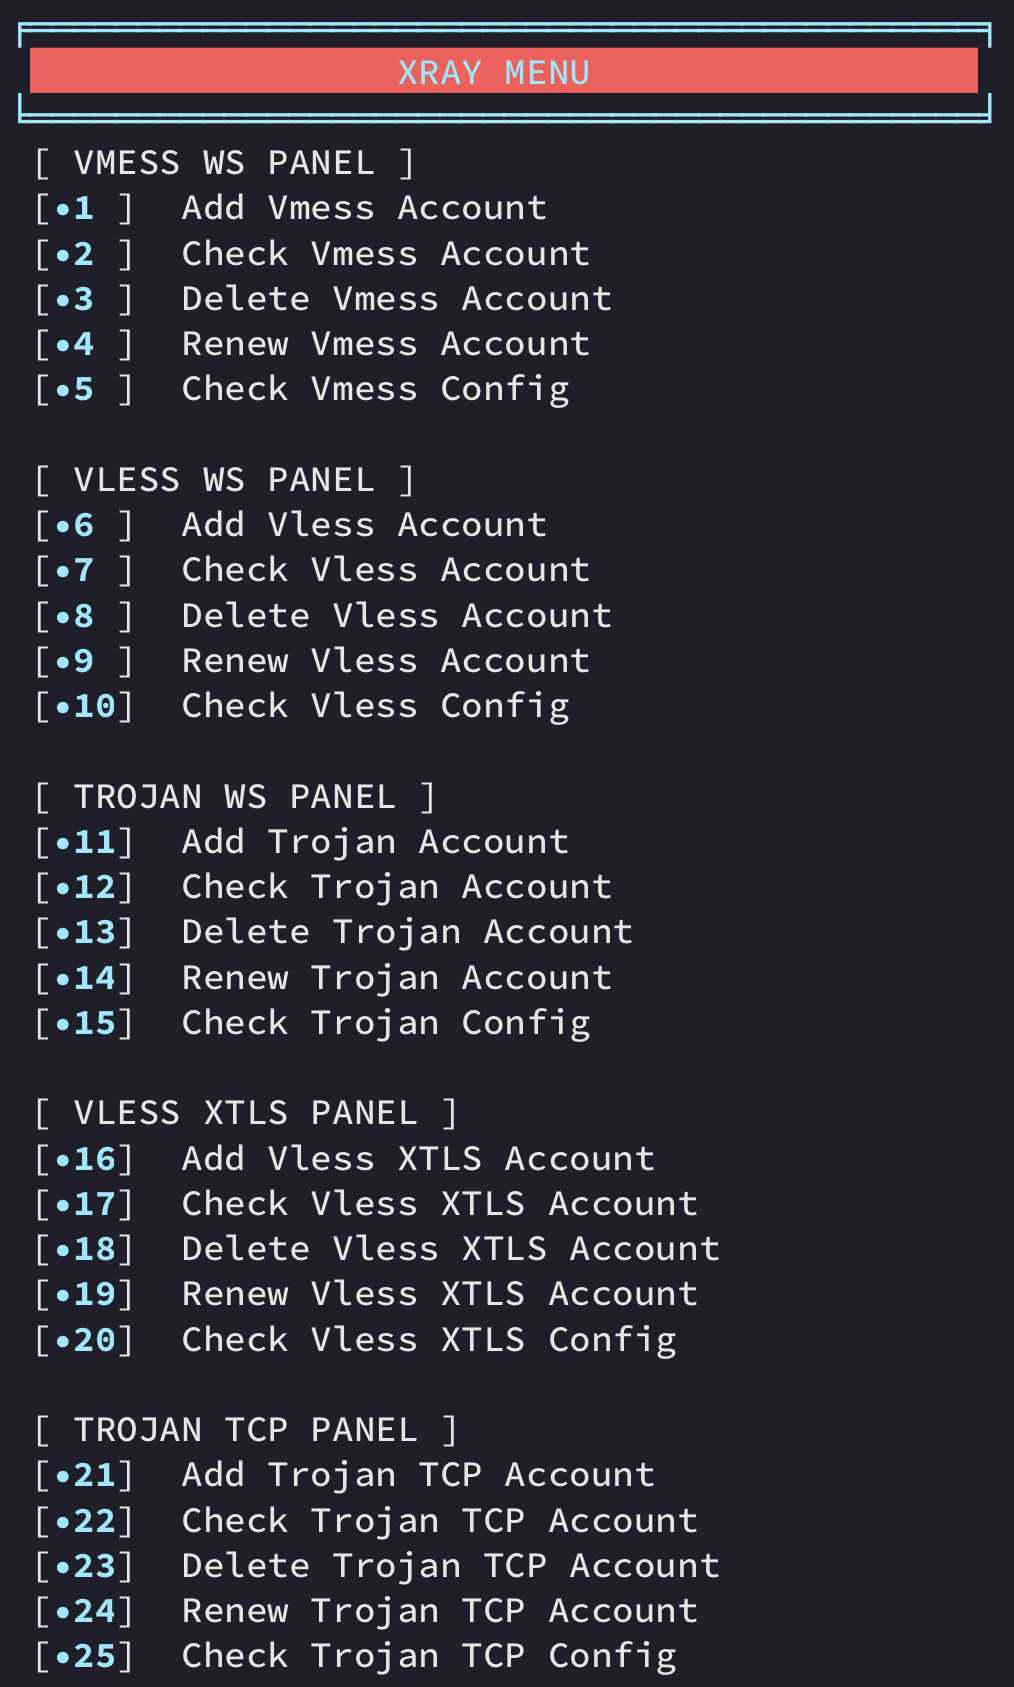 XRAY MENU
[ VMESS WS PANEL ]
[•1 ]  Add Vmess Account
[•2 ]  Check Vmess Account
[•3 ]  Delete Vmess Account
[•4 ]  Renew Vmess Account
[•5 ]  Check Vmess Config
[ VLESS WS PANEL ]
[•6 ]  Add Vless Account
[•7 ]  Check Vless Account
[•8 ]  Delete Vless Account
[•9 ]  Renew Vless Account
[•10]  Check Vless Config
[ TROJAN WS PANEL ]
[•11]  Add Trojan Account
[•12]  Check Trojan Account
[•13]  Delete Trojan Account
[•14]  Renew Trojan Account
[•15]  Check Trojan Config
[ VLESS XTLS PANEL ]
[•16]  Add Vless XTLS Account
[•17]  Check Vless XTLS Account
[•18]  Delete Vless XTLS Account
[•19]  Renew Vless XTLS Account
[•20]  Check Vless XTLS Config
[ TROJAN TCP PANEL ]
[•21]  Add Trojan TCP Account
[•22]  Check Trojan TCP Account
[•23]  Delete Trojan TCP Account
[•24]  Renew Trojan TCP Account
[•25]  Check Trojan TCP Config